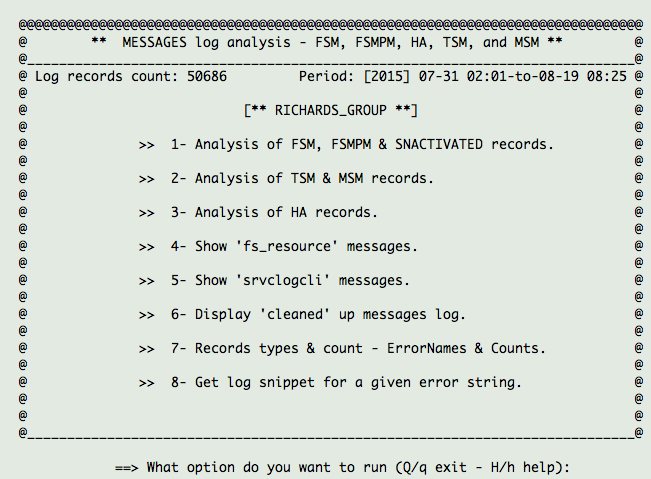 @@@@@@@@@@@@@@@@@@@@@@@@@@@@@@@@@@@@@@@@@@@@@@@@@@@@@@@@@@@@@@@@@@@@@@@@@@@@@@
@ ** MESSAGES log analysis - FSM, FSMPM, HA, TSM, and MSM ** @
@____________________________________________________________________________@
@ Log records count: 50686 Period: [2015] 07-31 02:01-to-08-19 08:25 @
@ @
@ [** RICHARDS_GROUP **] @
@ @
@ >> 1- Analysis of FSM, FSMPM & SNACTIVATED records. @
@ @
@ >> 2- Analysis of TSM & MSM records. @
@ @
@ >> 3- Analysis of HA records. @
@ @
@ >> 4- Show 'fs_resource' messages. @
@ @
@ >> 5- Show 'srvclogcli' messages. @
@ @
@ >> 6- Display 'cleaned' up messages log. @
@ @
@ >> 7- Records types & count - ErrorNames & Counts. @
@ @
@ >> 8- Get log snippet for a given error string. @
@ @
@ @
@____________________________________________________________________________@
==> What option do you want to run (Q/q exit - H/h help):